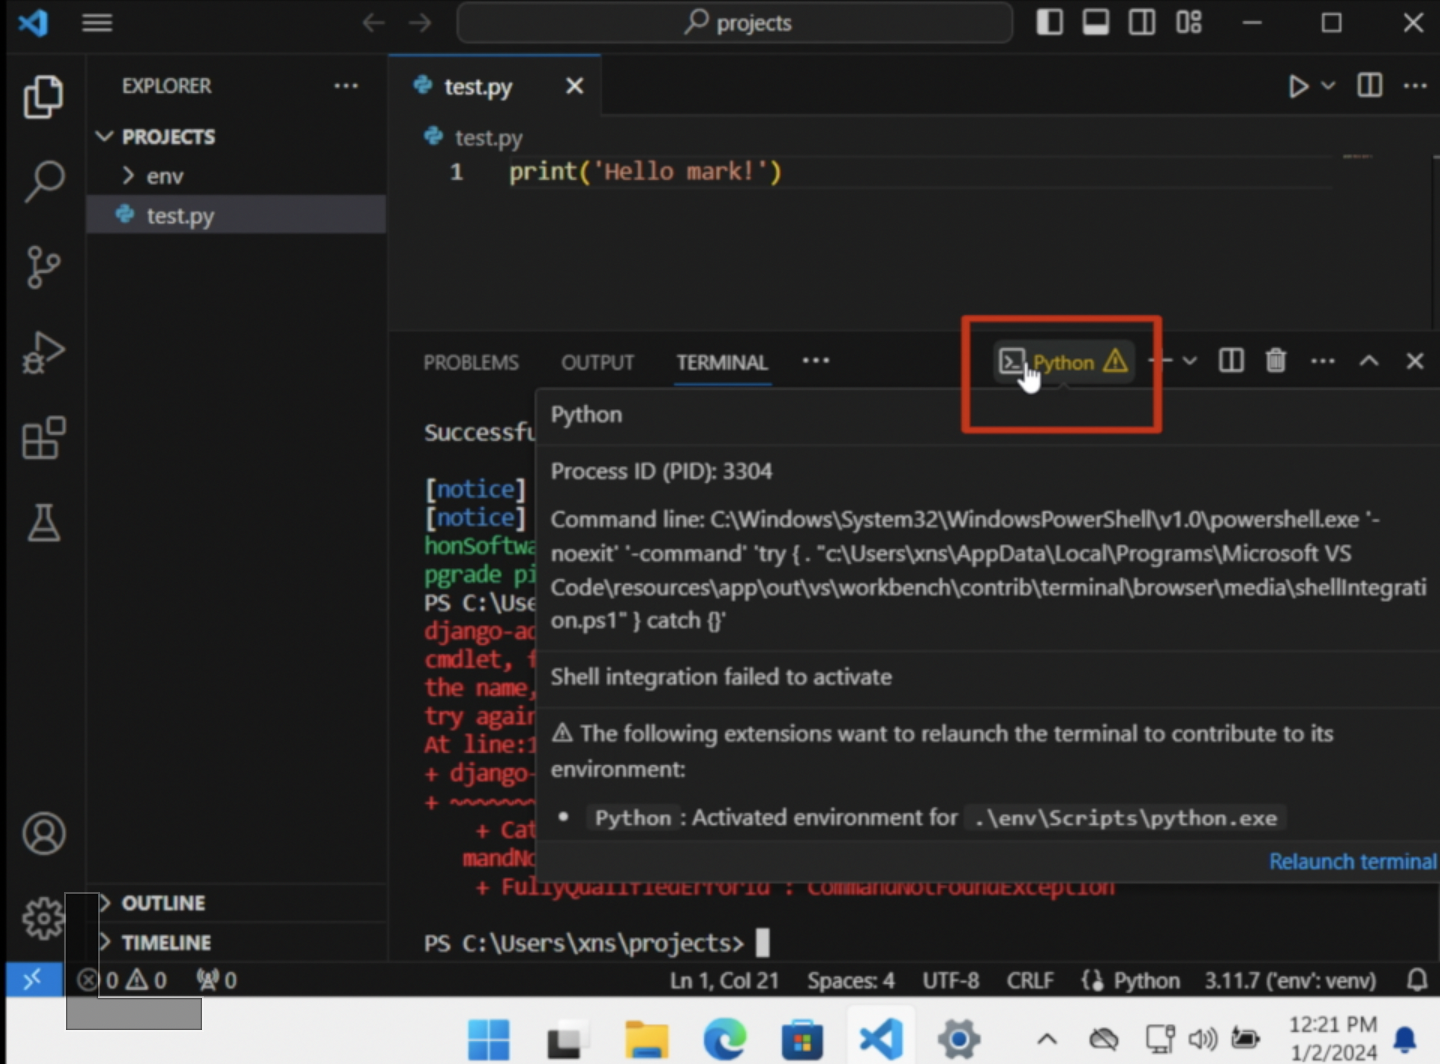 projects
EXPLORER
PROJECTS
env
test.py
OUTLINE
TIMELINE
test.py
test.py
1 print('Hello mark!')
PROBLEMS OUTPUT TERMINAL
Python
Successfu
[notice]
[notice]
honSoftwa
pgrade pi
PS C:\Use
django-ad
cmdlet, f
the name,
try again
At line:1
+ django-
+ ~~~~~~~
+ Cat
mandNo
+ FullyQualifiedErrorId : CommandNotFoundException
PS C:\Users\xns\projects>
Python
Process ID (PID): 3304
Command line: C:\Windows\System32\WindowsPowerShell\v1.0\powershell.exe '-
noexit' '-command' 'try { . "c:\Users\xns\AppData\Local\Programs\Microsoft VS
Code\resources\app\out\vs\workbench\contrib\terminal\browser\media\shellIntegrati
on.ps1" } catch {}'
Shell integration failed to activate
⚠ The following extensions want to relaunch the terminal to contribute to its
environment:
• Python : Activated environment for .\env\Scripts\python.exe
Relaunch terminal
0 0 0 Ln 1, Col 21 Spaces: 4 UTF-8 CRLF Python 3.11.7 ('env': venv)
12:21 PM
1/2/2024